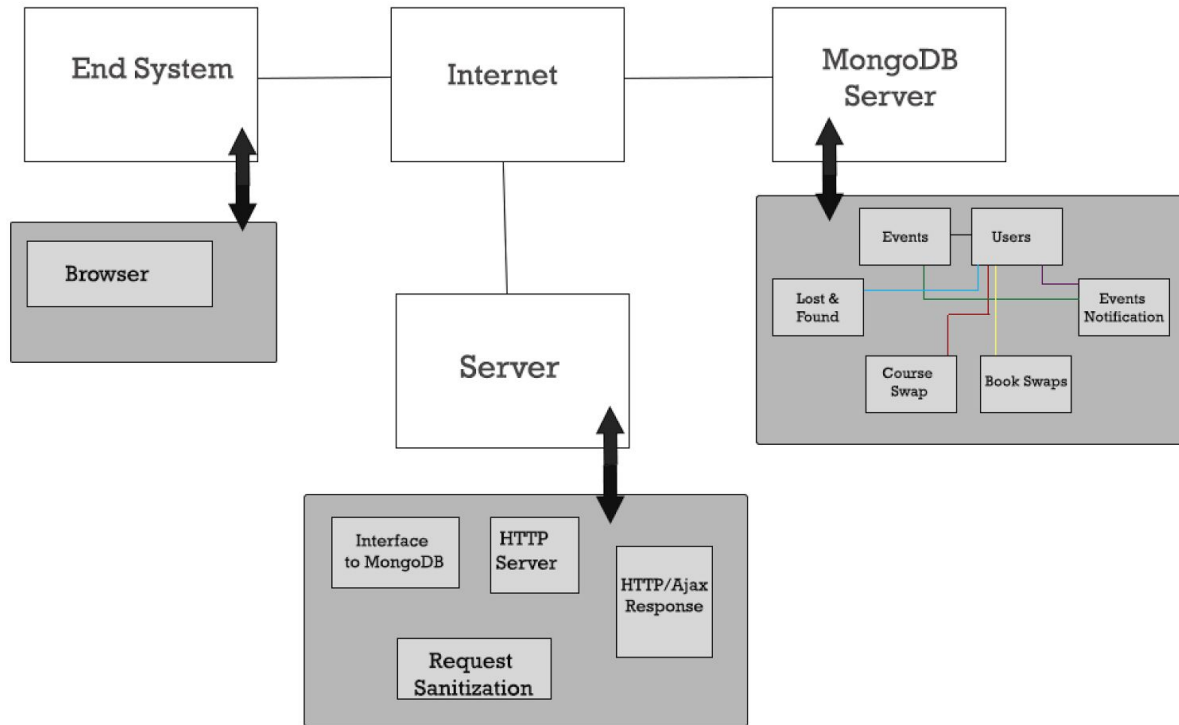 End System
Internet
MongoDB
Server
Browser
Events
Users
Lost &
Found
Events
Notification
Course
Swap
Book Swaps
Server
Interface
to MongoDB
HTTP
Server
HTTP/Ajax
Response
Request
Sanitization